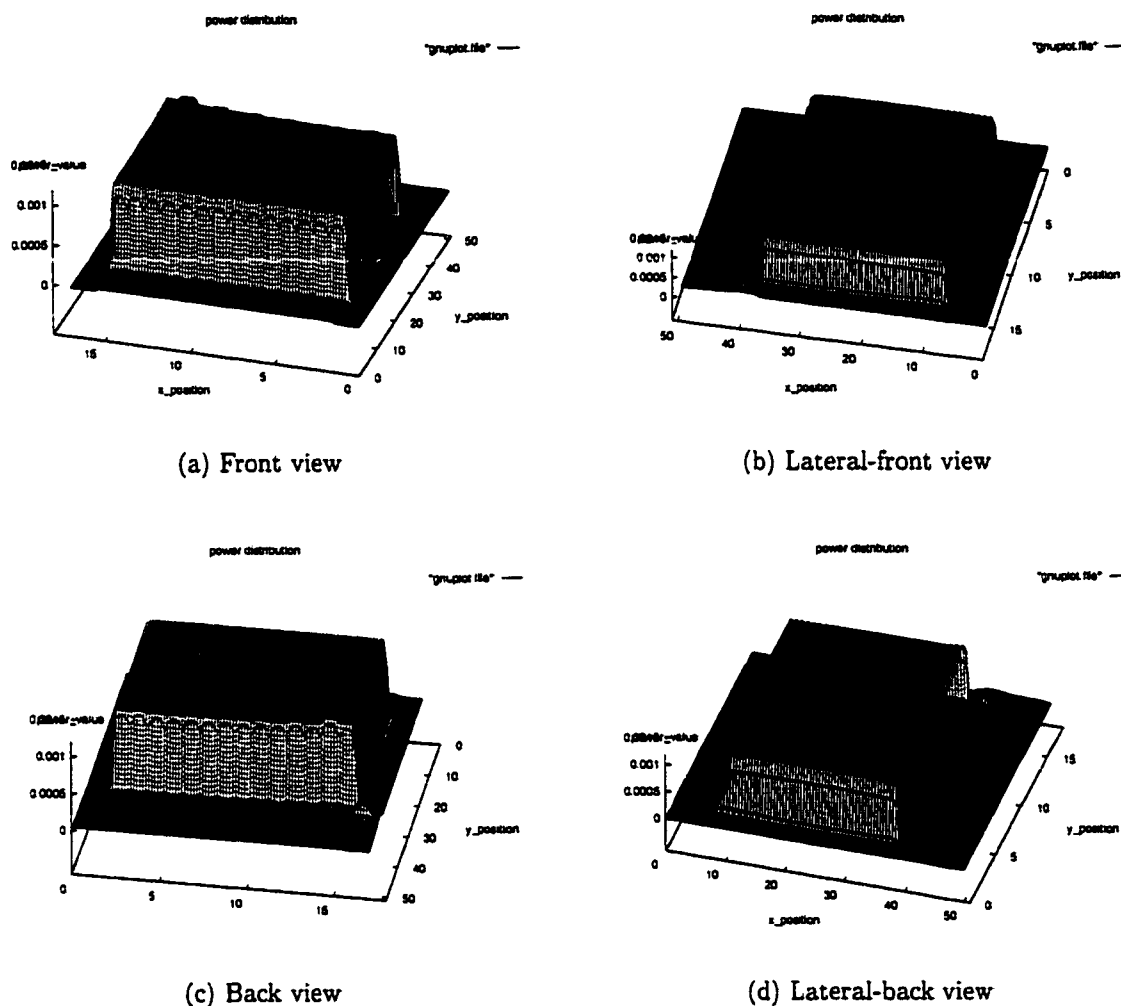 power distribution
"gnuplot.file"
0.001
0.0005
0
15
10
5
0
x_position
0
10
20
30
40
50
y_position
(a) Front view
power distribution
"gnuplot.file"
0.001
0.0005
0
50
40
30
20
10
0
x_position
0
5
10
15
y_position
(b) Lateral-front view
power distribution
"gnuplot.file"
0.001
0.0005
0
0
5
10
15
0
10
20
30
40
50
y_position
(c) Back view
power distribution
"gnuplot.file"
0.001
0.0005
0
0
10
20
30
40
50
x_position
15
10
5
0
y_position
(d) Lateral-back view